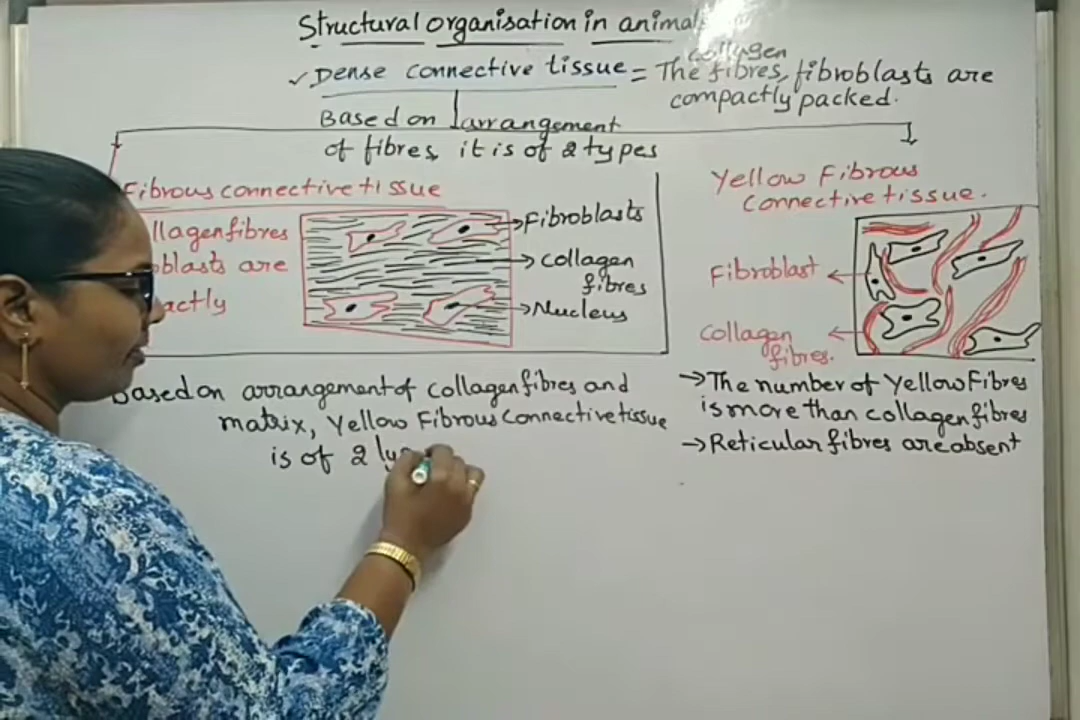 Structural organisation in animal
✓ Dense connective tissue = The fibres, fibroblasts are
collagen
compactly packed.
Based on arrangement
of fibres, it is of 2 types
Fibrous connective tissue
llagen fibres
blasts are
actly
Fibroblasts
collagen
fibres
Nucleus
Yellow Fibrous
Connective tissue.
Fibroblast
Collagen
fibres.
Based on arrangement of collagen fibres and
matrix, Yellow Fibrous Connective tissue
is of 2
→ The number of Yellow Fibres
is more than collagen fibres
→ Reticular fibres are absent